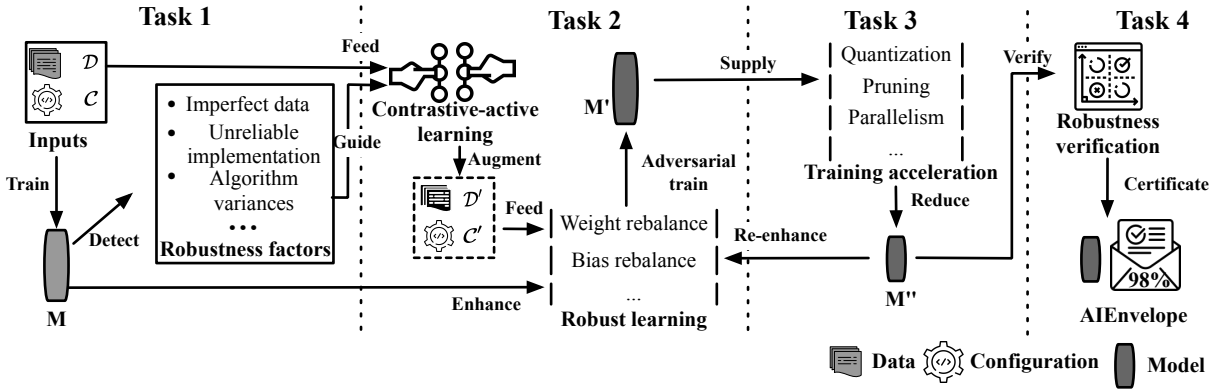 Task 1
Task 2
Task 3
Task 4
𝒟
𝒞
Inputs
Feed
Train
Detect
M
• Imperfect data
• Unreliable
implementation
• Algorithm
variances
...
Robustness factors
Guide
Contrastive-active
learning
Augment
𝒟'
𝒞'
Feed
Enhance
M'
Adversarial
train
Weight rebalance
Bias rebalance
...
Robust learning
Supply
Quantization
Pruning
Parallelism
...
Training acceleration
Reduce
Re-enhance
M''
Verify
Robustness
verification
Certificate
98%
AIEnvelope
Data
Configuration
Model